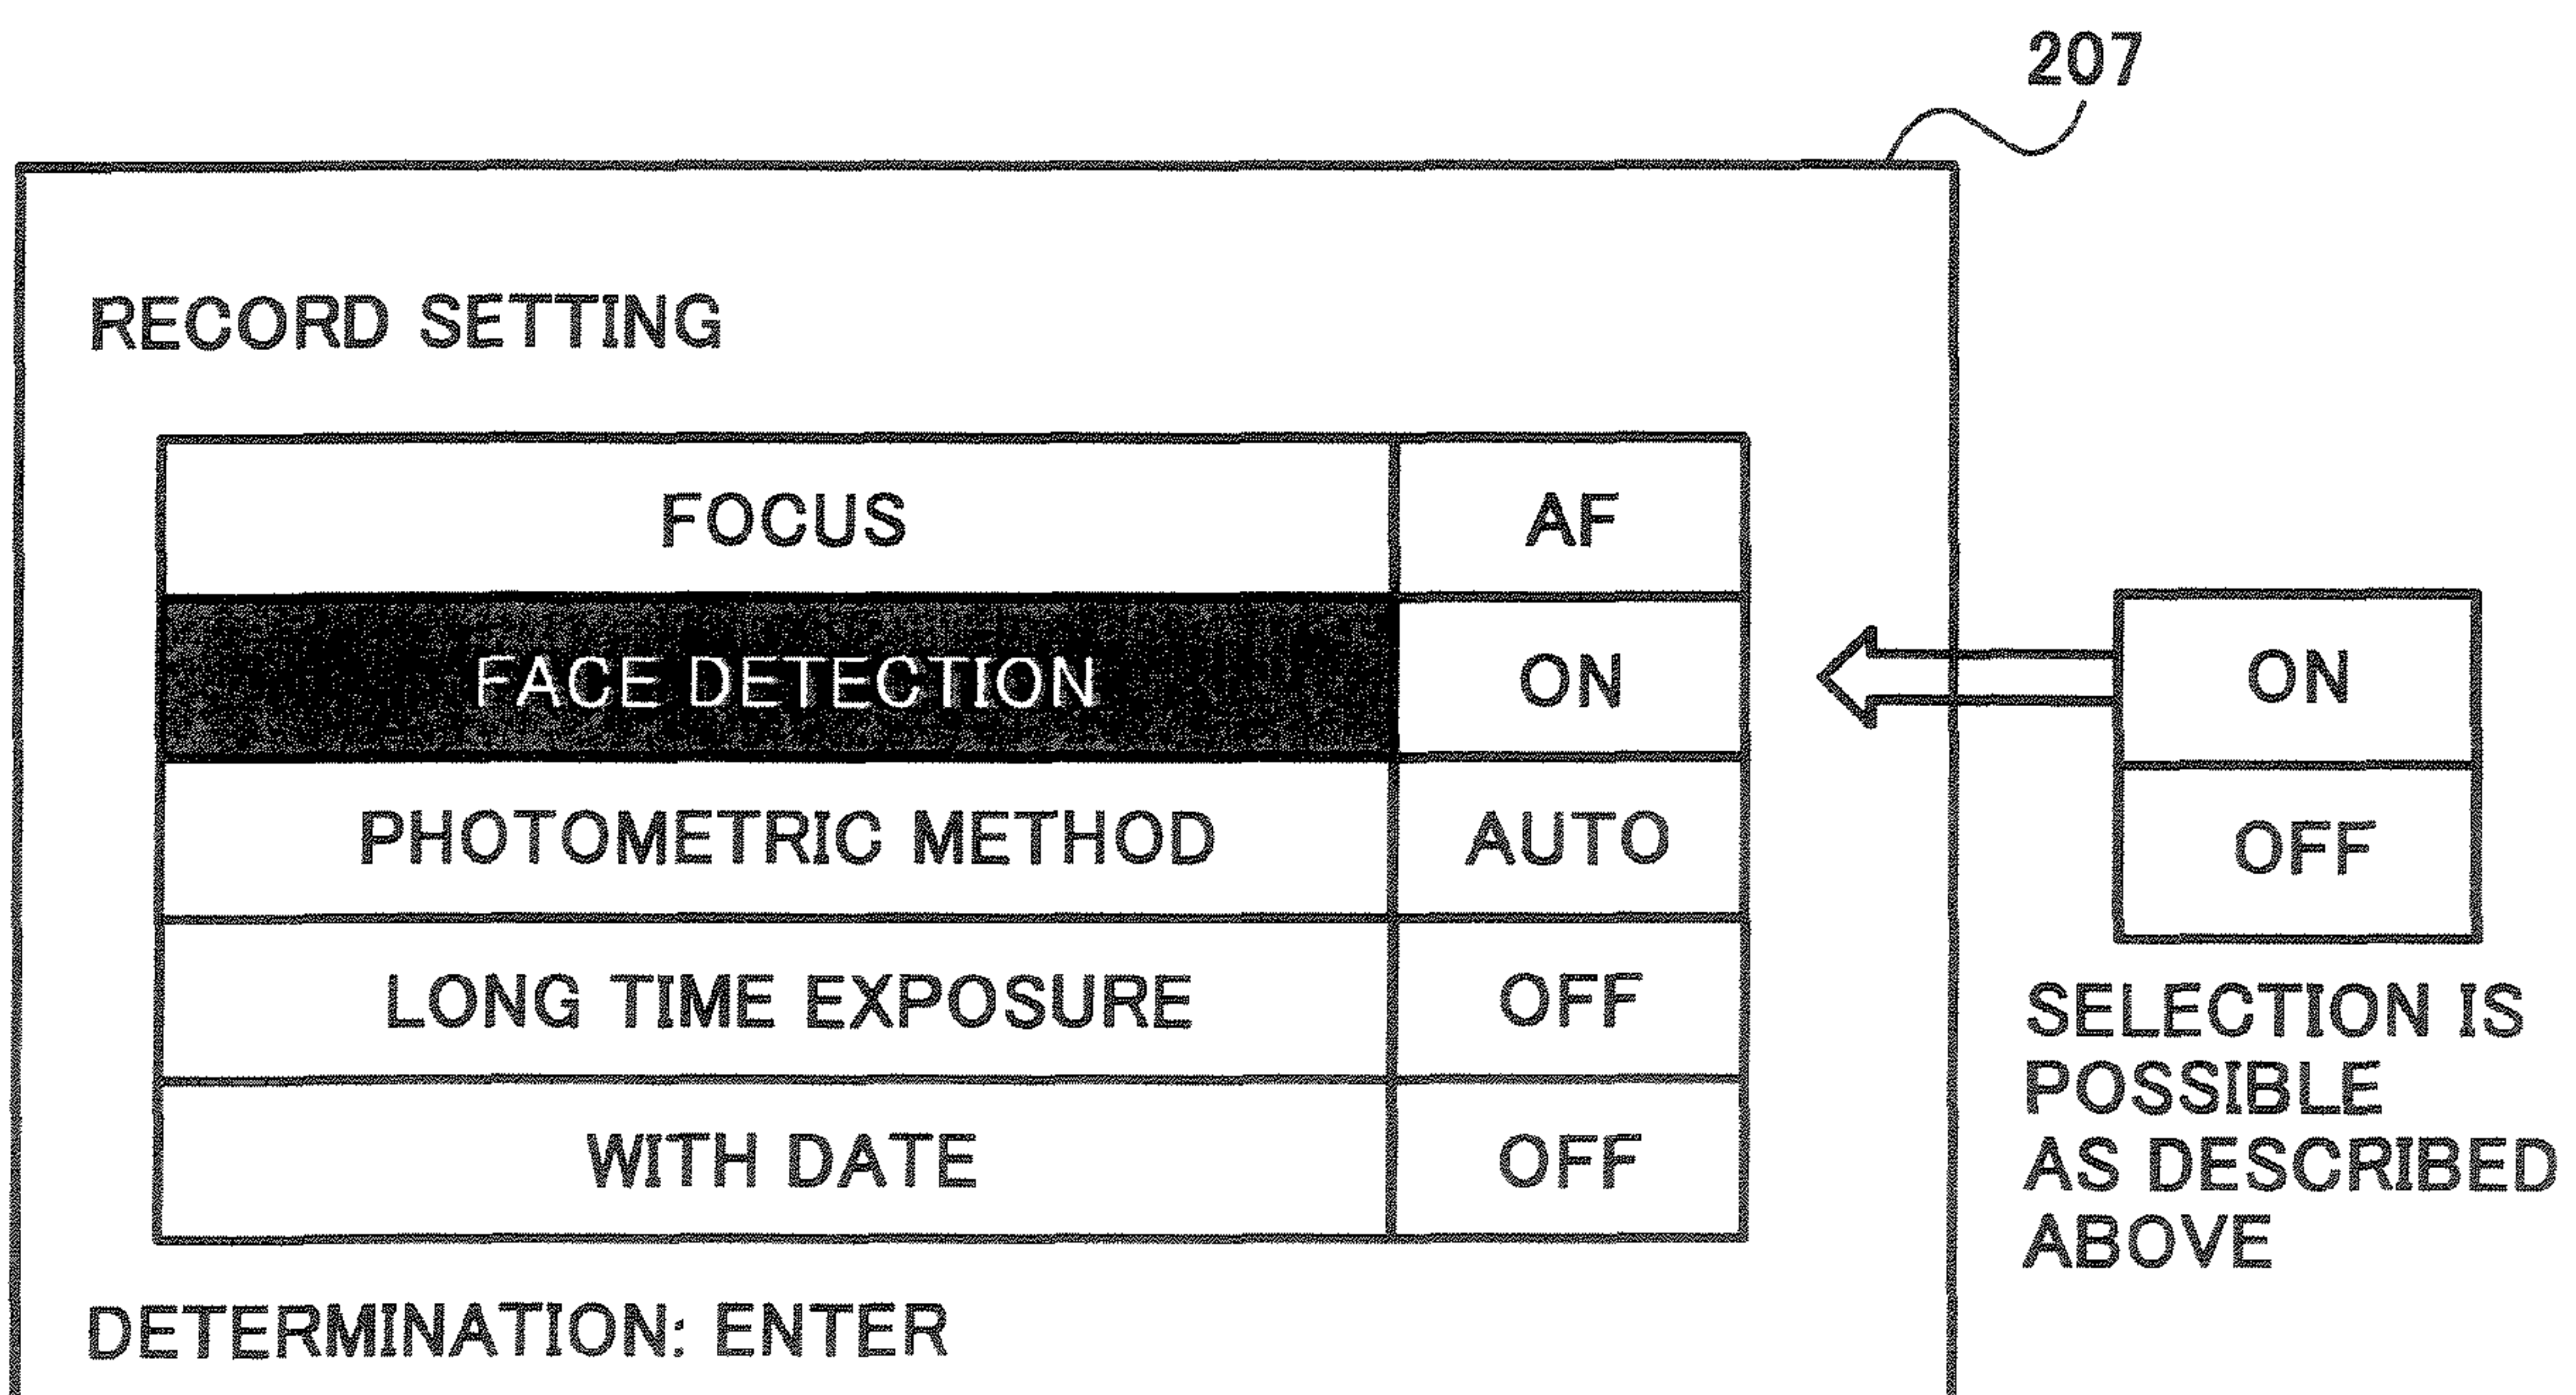 207
RECORD SETTING
FOCUS AF
FACE DETECTION ON
PHOTOMETRIC METHOD AUTO
LONG TIME EXPOSURE OFF
WITH DATE OFF
DETERMINATION: ENTER
ON
OFF
SELECTION IS
POSSIBLE
AS DESCRIBED
ABOVE